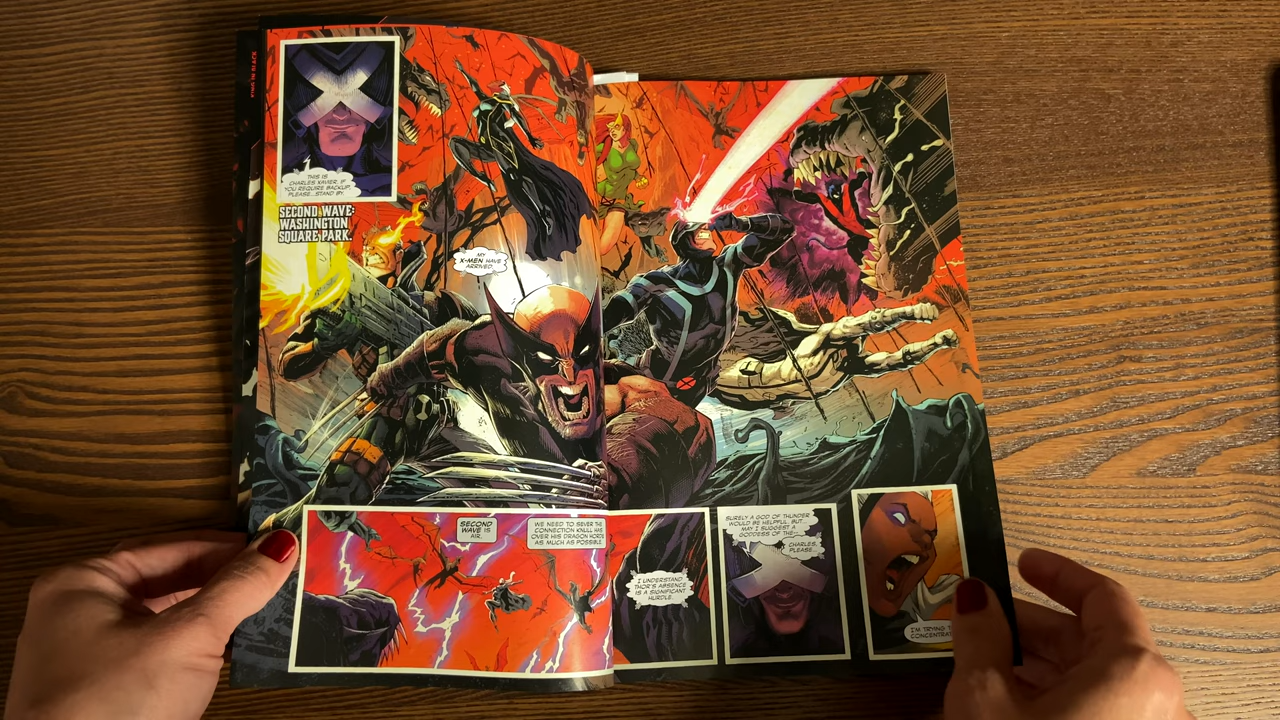 THIS IS
CHARLES XAVIER. IF
YOU REQUIRE BACKUP,
PLEASE...STAND BY.
SECOND WAVE:
WASHINGTON
SQUARE PARK.
MY
X-MEN HAVE
ARRIVED.
SECOND
WAVE IS
AIR.
WE NEED TO SEVER THE
CONNECTION KNULL HAS
OVER HIS DRAGON HORDE
AS MUCH AS POSSIBLE.
I UNDERSTAND
THOR'S ABSENCE
IS A SIGNIFICANT
HURDLE.
SURELY A GOD OF THUNDER
WOULD BE HELPFUL, BUT...
MAY I SUGGEST A
GODDESS OF THE--
CHARLES,
PLEASE.
I'M TRYING
CONCENTRAT